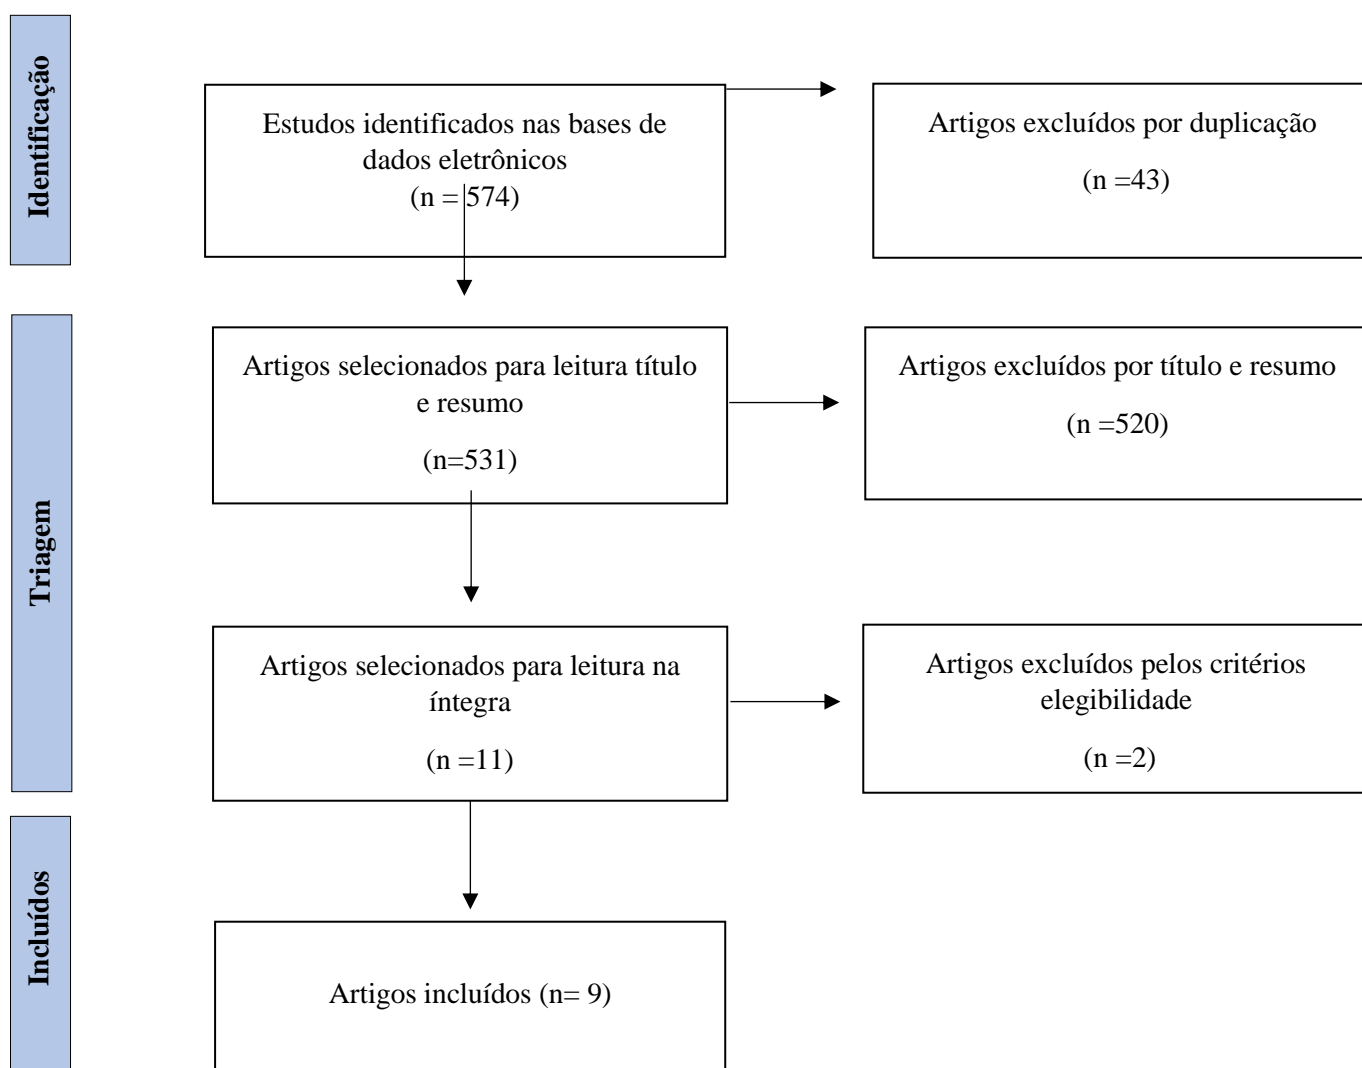 Identificação
Estudos identificados nas bases de
dados eletrônicos
(n = 574)
Artigos excluídos por duplicação
(n =43)
Triagem
Artigos selecionados para leitura título
e resumo
(n=531)
Artigos excluídos por título e resumo
(n =520)
Artigos selecionados para leitura na
íntegra
(n =11)
Artigos excluídos pelos critérios
elegibilidade
(n =2)
Incluídos
Artigos incluídos (n= 9)